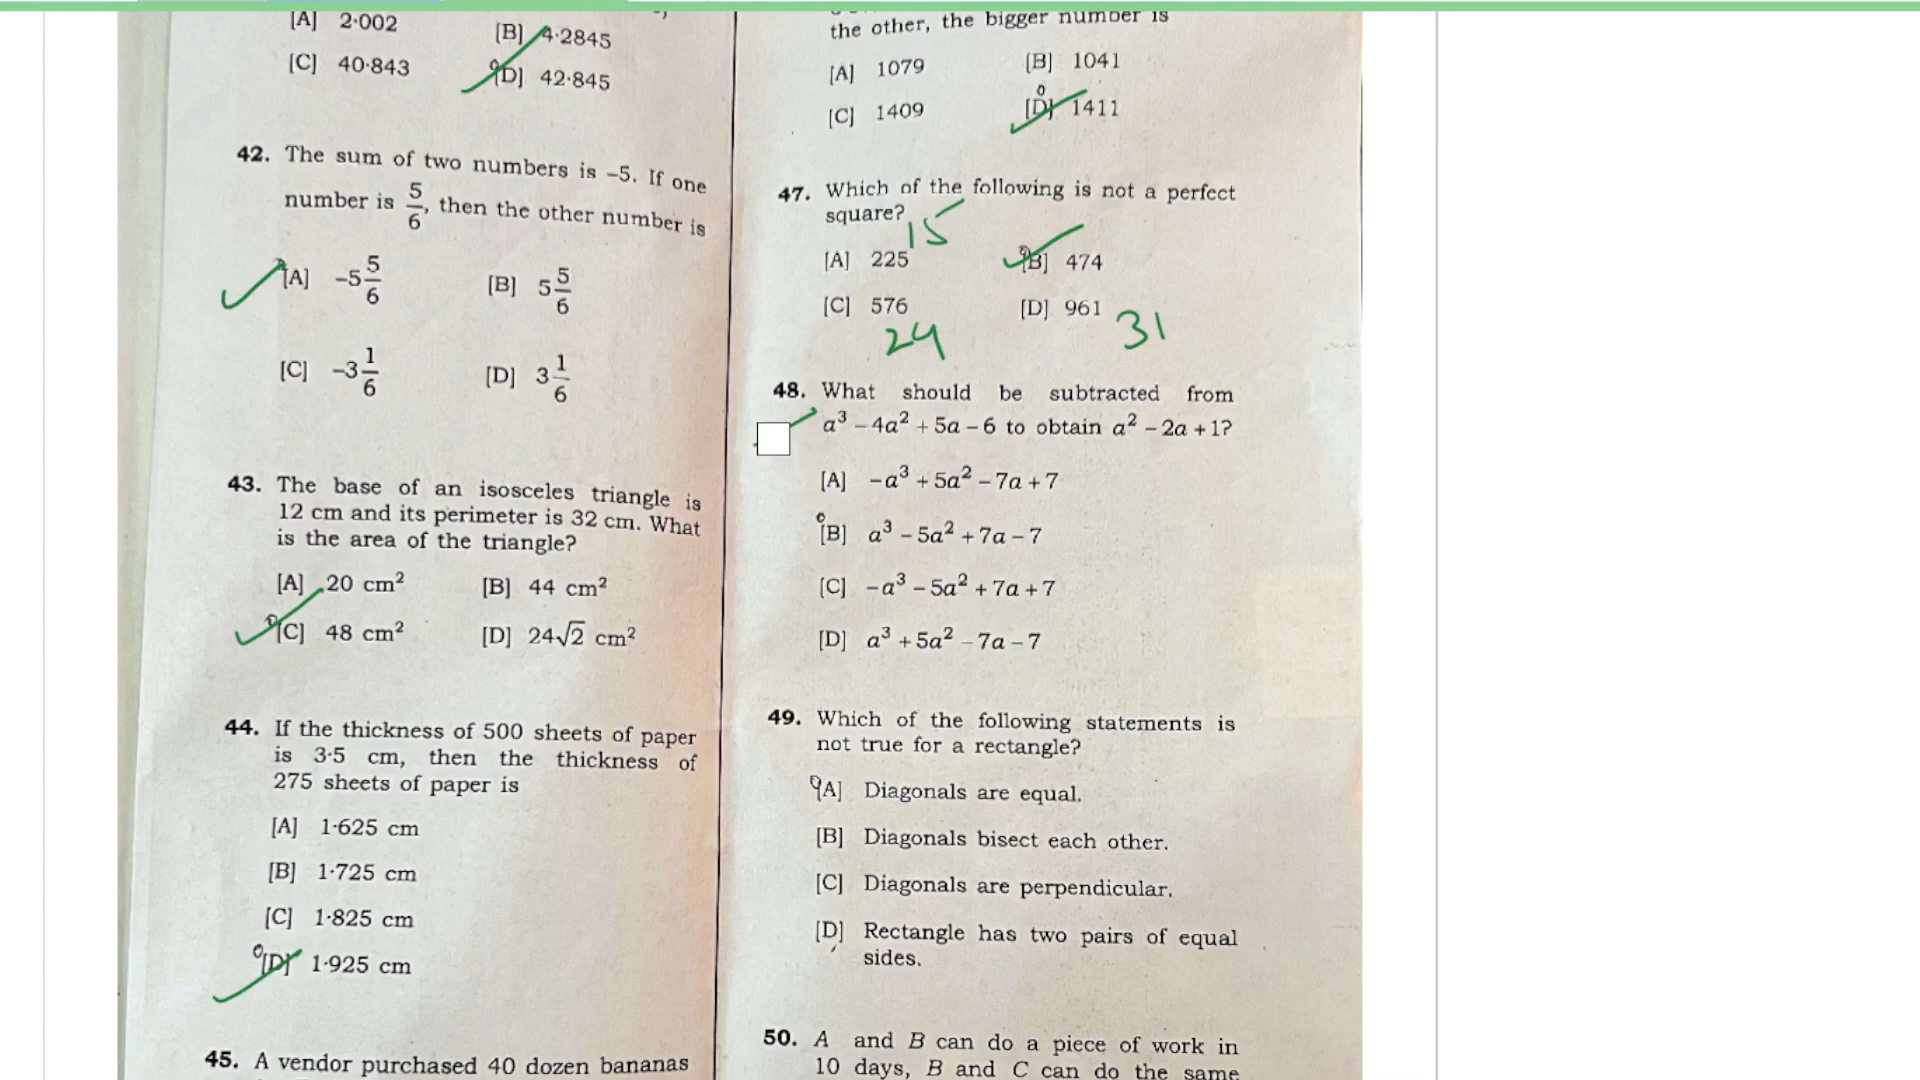 [A] 2·002
[B] 4·2845
[C] 40·843
[D] 42·845
42. The sum of two numbers is –5. If one
number is 5/6, then the other number is
[A] –5 5/6
[B] 5 5/6
[C] –3 1/6
[D] 3 1/6
43. The base of an isosceles triangle is
12 cm and its perimeter is 32 cm. What
is the area of the triangle?
[A] 20 cm²
[B] 44 cm²
[C] 48 cm²
[D] 24√2 cm²
44. If the thickness of 500 sheets of paper
is 3·5 cm, then the thickness of
275 sheets of paper is
[A] 1·625 cm
[B] 1·725 cm
[C] 1·825 cm
[D] 1·925 cm
45. A vendor purchased 40 dozen bananas
the other, the bigger number is
[A] 1079
[B] 1041
[C] 1409
[D] 1411
47. Which of the following is not a perfect
square?
15
[A] 225
[B] 474
[C] 576
[D] 961
24
31
48. What should be subtracted from
a³ – 4a² + 5a – 6 to obtain a² – 2a + 1?
[A] –a³ + 5a² – 7a + 7
[B] a³ – 5a² + 7a – 7
[C] –a³ – 5a² + 7a + 7
[D] a³ + 5a² – 7a – 7
49. Which of the following statements is
not true for a rectangle?
[A] Diagonals are equal.
[B] Diagonals bisect each other.
[C] Diagonals are perpendicular.
[D] Rectangle has two pairs of equal
sides.
50. A and B can do a piece of work in
10 days, B and C can do the same